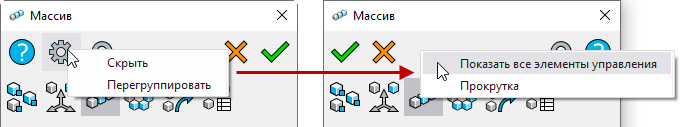 Массив
Скрыть
Перегруппировать
Массив
Показать все элементы управления
Прокрутка